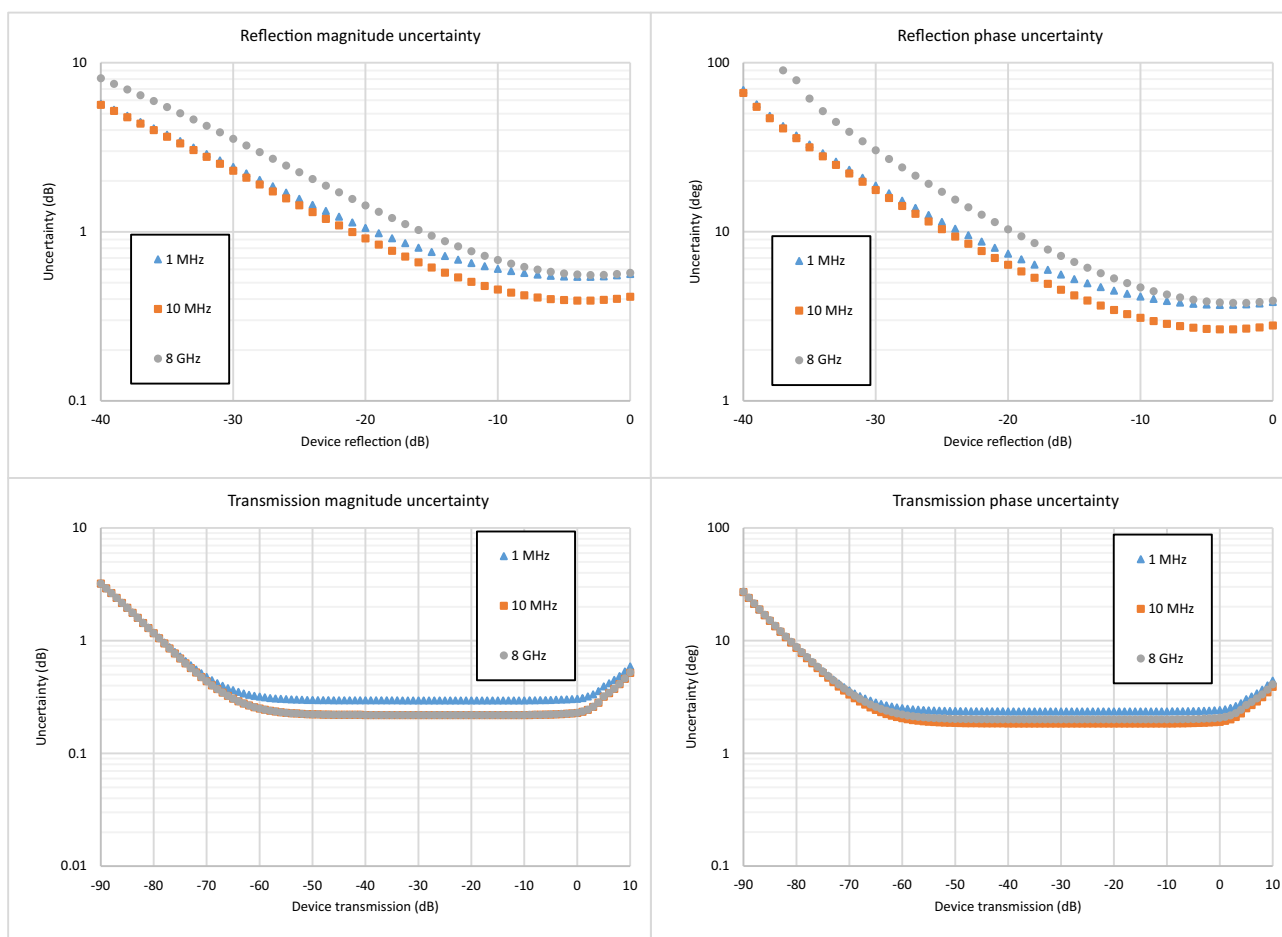 Reflection magnitude uncertainty
10
1
0.1
Uncertainty (dB)
1 MHz
10 MHz
8 GHz
-40
-30
-20
-10
0
Device reflection (dB)
Reflection phase uncertainty
100
10
1
Uncertainty (deg)
1 MHz
10 MHz
8 GHz
-40
-30
-20
-10
0
Device reflection (dB)
Transmission magnitude uncertainty
10
1
0.1
0.01
Uncertainty (dB)
1 MHz
10 MHz
8 GHz
-90
-80
-70
-60
-50
-40
-30
-20
-10
0
10
Device transmission (dB)
Transmission phase uncertainty
100
10
1
0.1
Uncertainty (deg)
1 MHz
10 MHz
8 GHz
-90
-80
-70
-60
-50
-40
-30
-20
-10
0
10
Device transmission (dB)